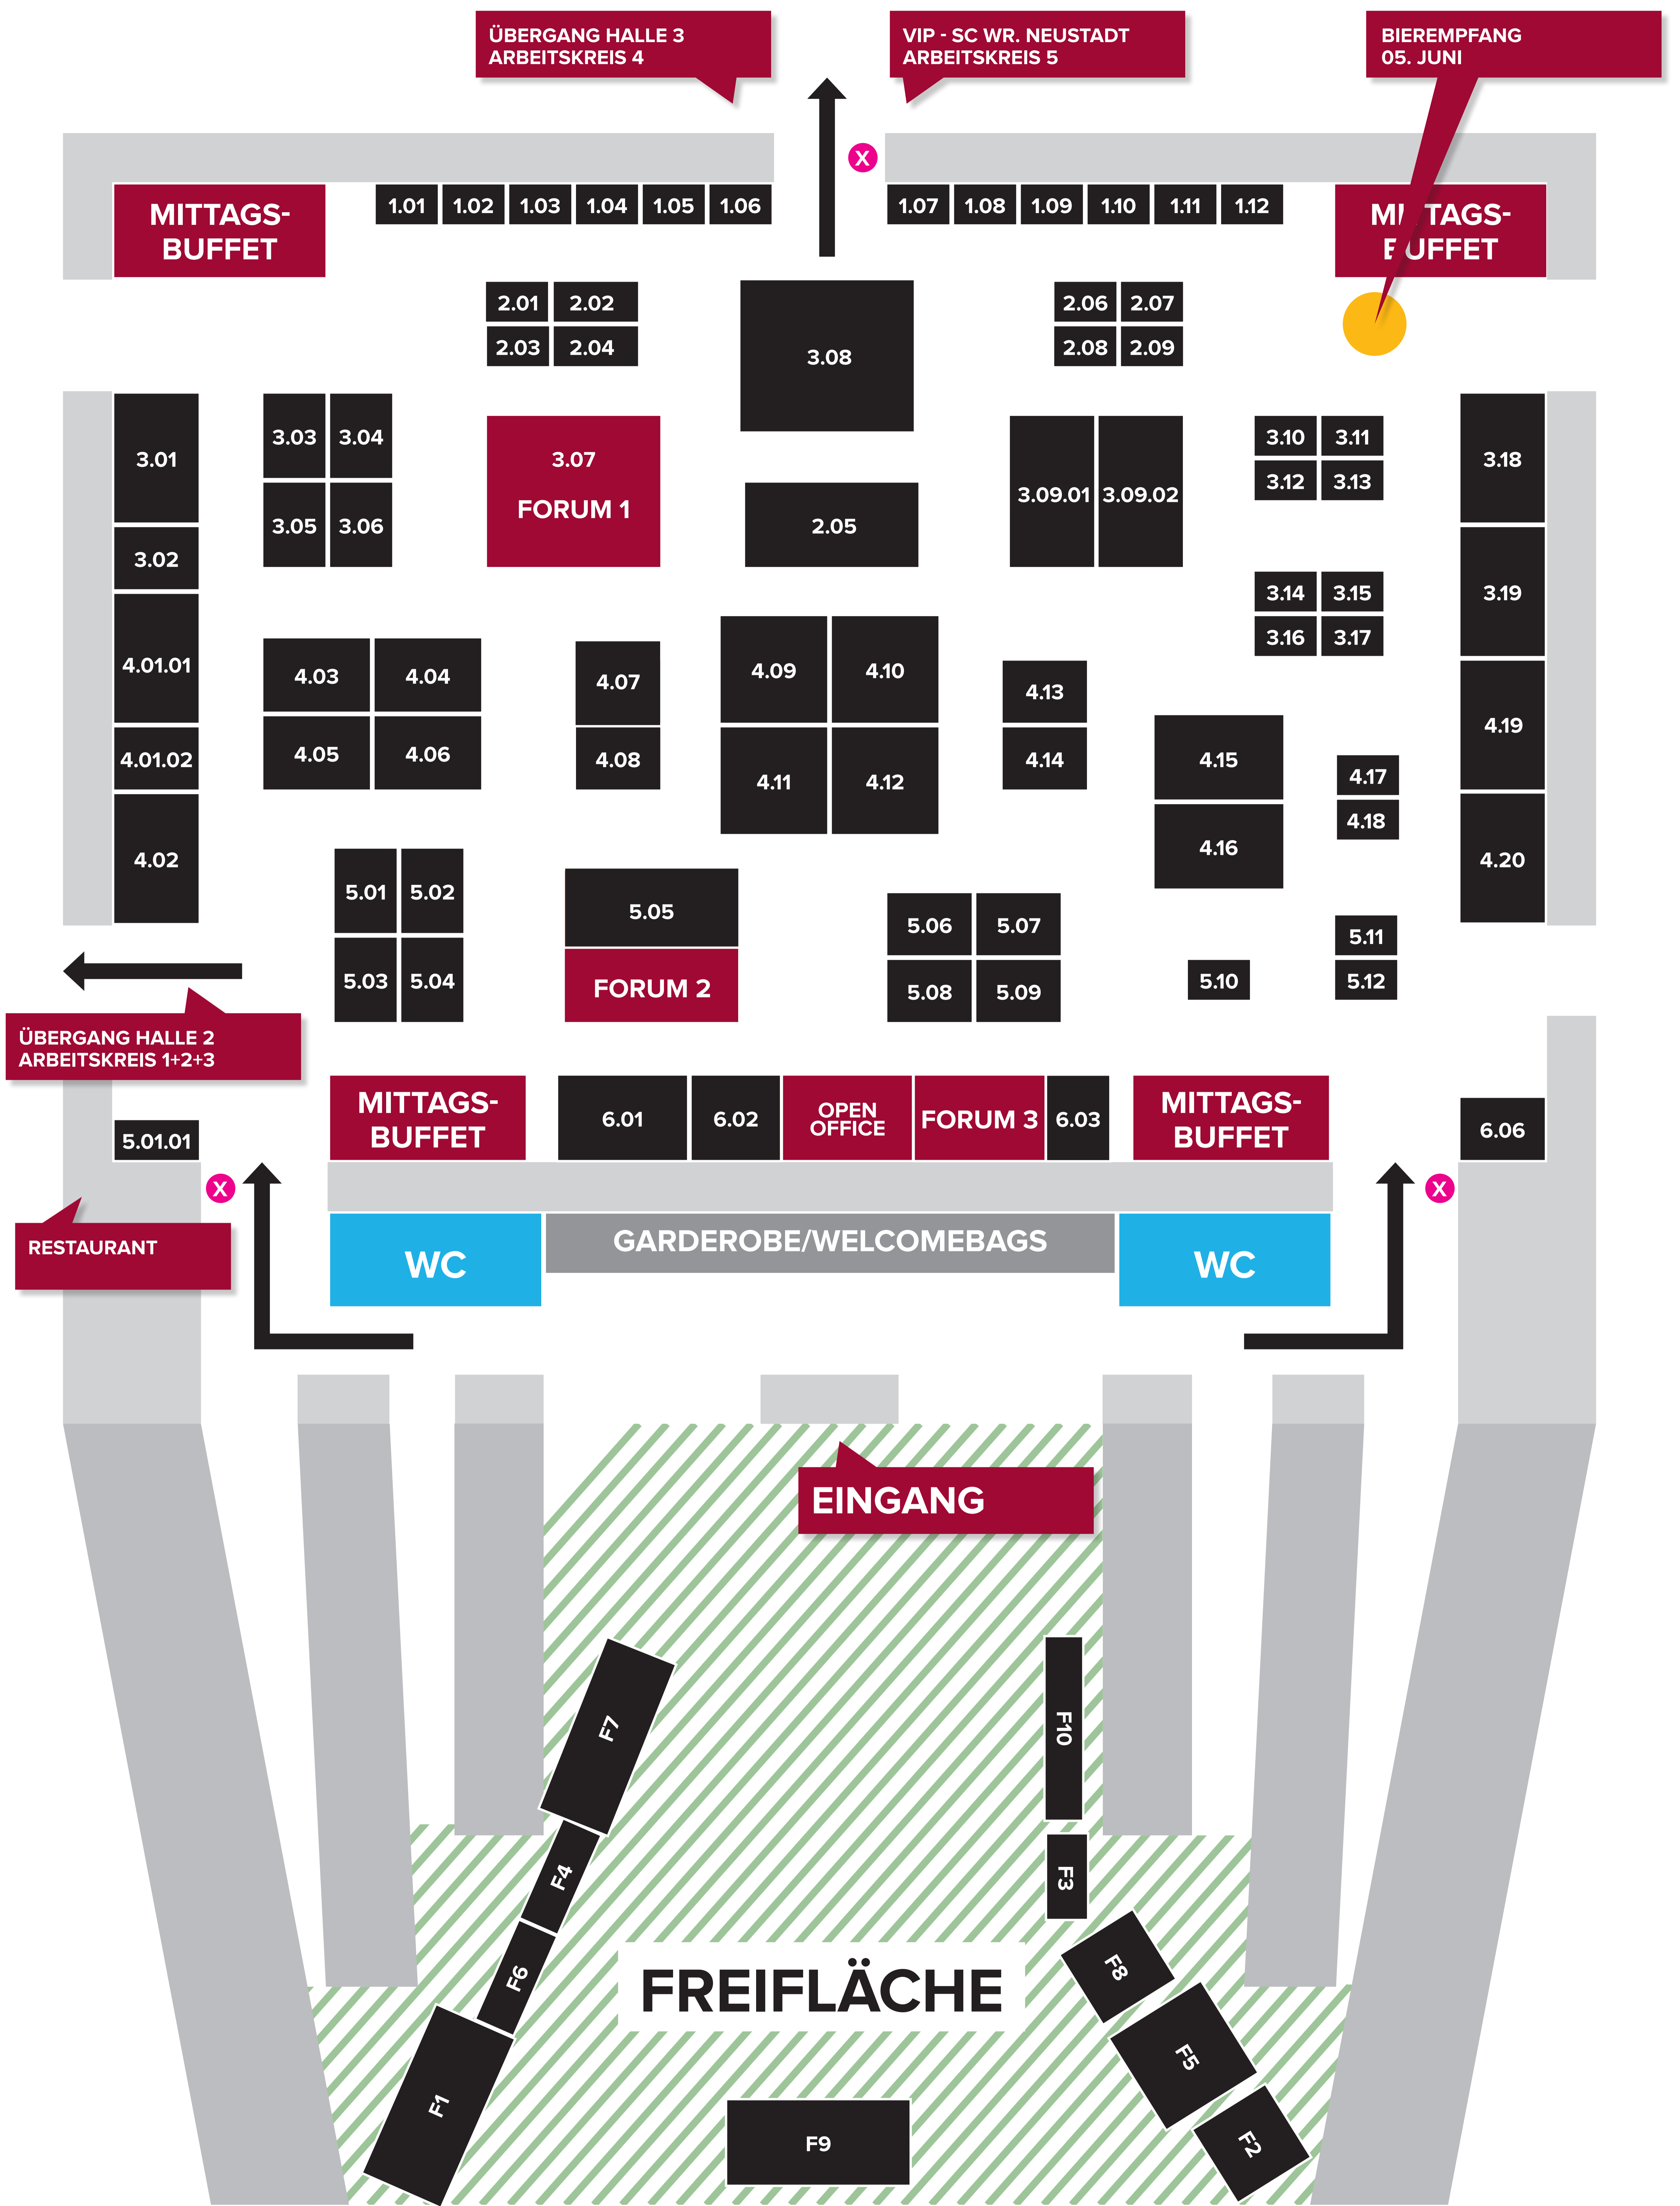 ÜBERGANG HALLE 3
ARBEITSKREIS 4
VIP - SC WR. NEUSTADT
ARBEITSKREIS 5
BIEREMPFANG
05. JUNI
X
MITTAGS-
BUFFET
1.01 1.02 1.03 1.04 1.05 1.06
1.07 1.08 1.09 1.10 1.11 1.12
MITTAGS-
BUFFET
2.01 2.02
2.03 2.04
3.08
2.06 2.07
2.08 2.09
3.01
3.02
4.01.01
4.01.02
4.02
3.03 3.04
3.05 3.06
3.07
FORUM 1
2.05
3.09.01 3.09.02
3.10 3.11
3.12 3.13
3.14 3.15
3.16 3.17
3.18
3.19
4.19
4.20
4.03 4.04
4.05 4.06
4.07
4.08
4.09 4.10
4.11 4.12
4.13
4.14
4.15
4.16
4.17
4.18
5.01 5.02
5.03 5.04
5.05
FORUM 2
5.06 5.07
5.08 5.09
5.10
5.11
5.12
ÜBERGANG HALLE 2
ARBEITSKREIS 1+2+3
5.01.01
MITTAGS-
BUFFET
6.01
6.02
OPEN
OFFICE
FORUM 3
6.03
MITTAGS-
BUFFET
6.06
X
X
RESTAURANT
WC
GARDEROBE/WELCOMEBAGS
WC
EINGANG
F7
F10
F4
F3
F6
F8
FREIFLÄCHE
F5
F1
F9
F2